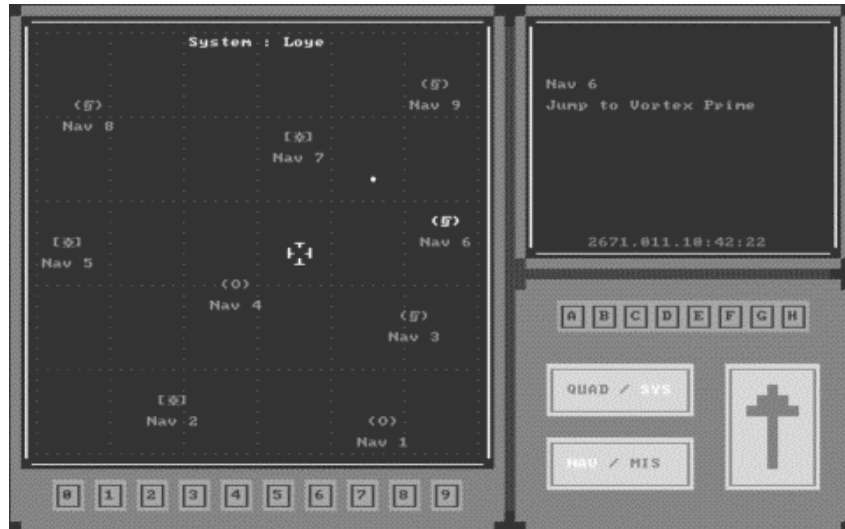 System : Loye
Nav 9
Nav 8
Nav 7
Nav 6
Nav 5
Nav 4
Nav 3
Nav 2
Nav 1
0 1 2 3 4 5 6 7 8 9
Nav 6
Jump to Vortex Prime
2671.011.10:42:22
A B C D E F G H
QUAD / SYS
NAV / MIS